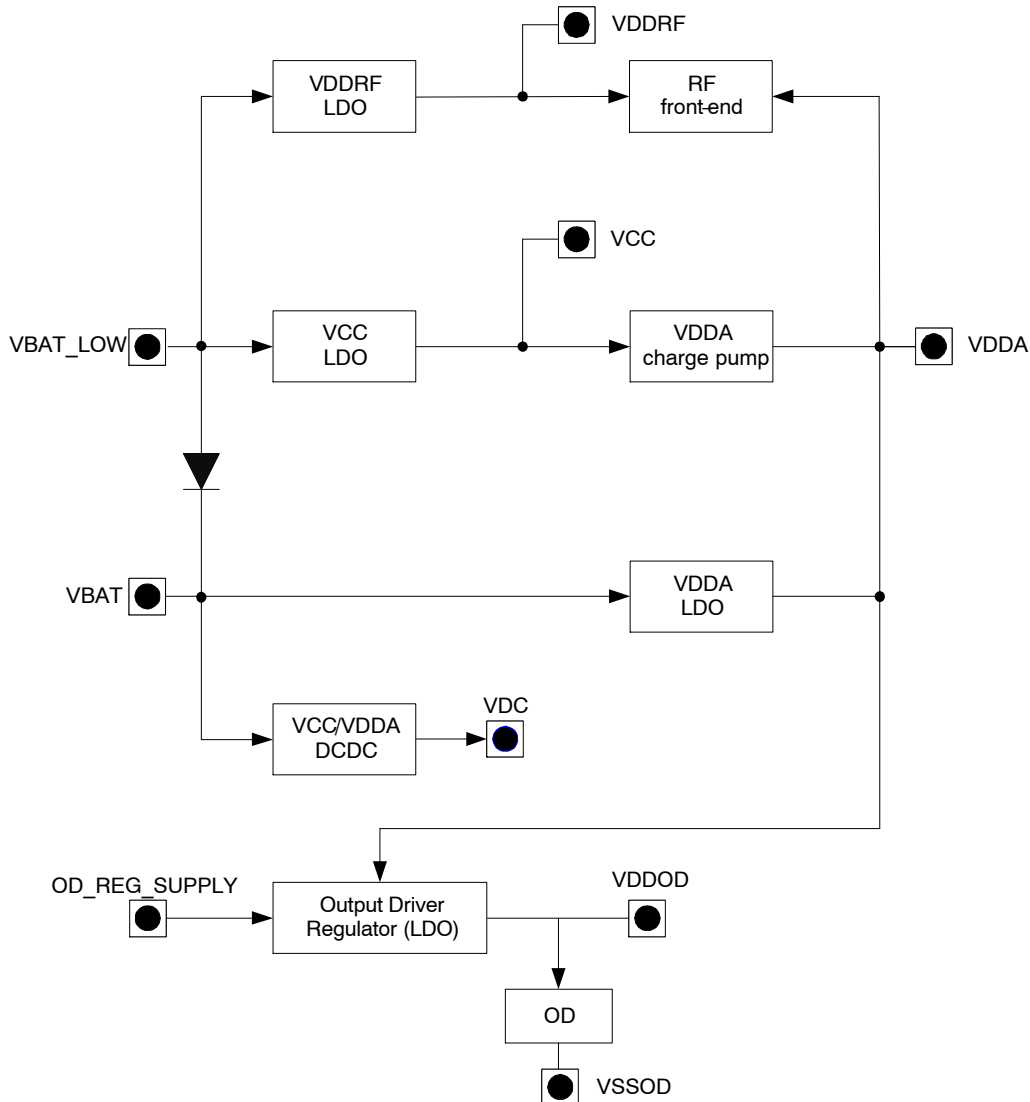 VDDRF
VDDRF
LDO
RF
front-end
VCC
VBAT_LOW
VCC
LDO
VDDA
charge pump
VDDA
VBAT
VDDA
LDO
VDC
VCC/VDDA
DCDC
OD_REG_SUPPLY
Output Driver
Regulator (LDO)
VDDOD
OD
VSSOD